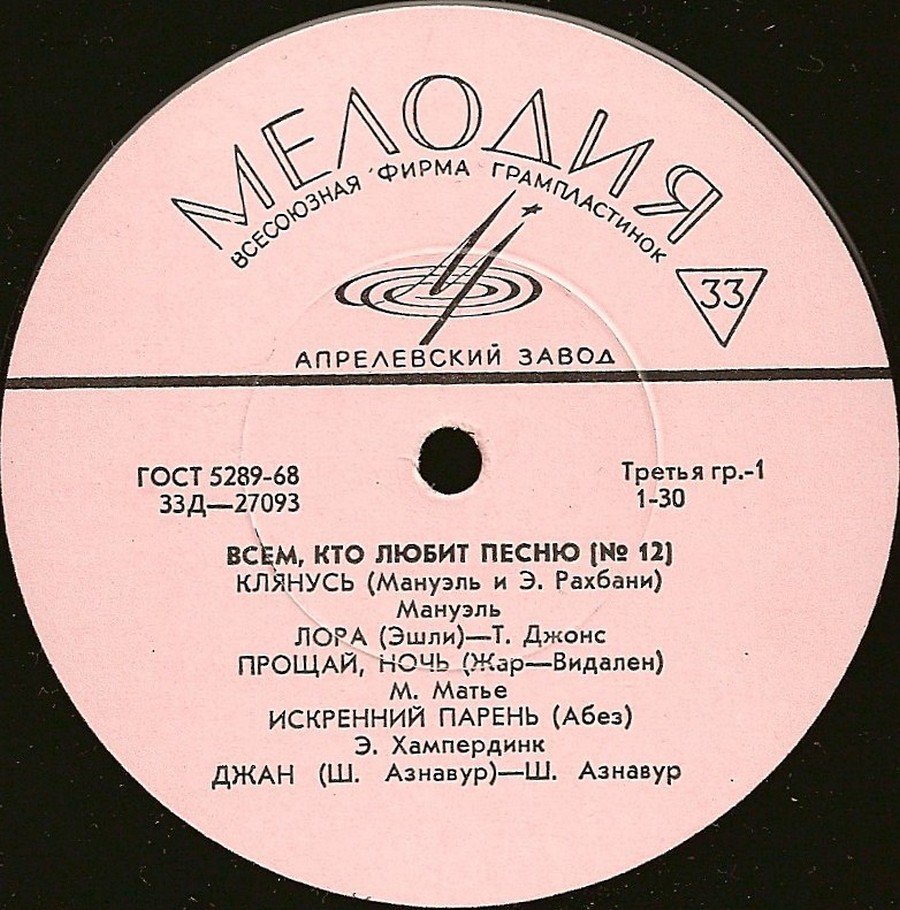 МЕЛОДИЯ
ВСЕСОЮЗНАЯ ФИРМА ГРАМПЛАСТИНОК
33
АПРЕЛЕВСКИЙ ЗАВОД
ГОСТ 5289-68
33Д—27093
Третья гр.-1
1-30
ВСЕМ, КТО ЛЮБИТ ПЕСНЮ (№ 12)
КЛЯНУСЬ (Мануэль и Э. Рахбани)
Мануэль
ЛОРА (Эшли)—Т. Джонс
ПРОЩАЙ, НОЧЬ (Жар—Видален)
М. Матье
ИСКРЕННИЙ ПАРЕНЬ (Абез)
Э. Хампердинк
ДЖАН (Ш. Азнавур)—Ш. Азнавур